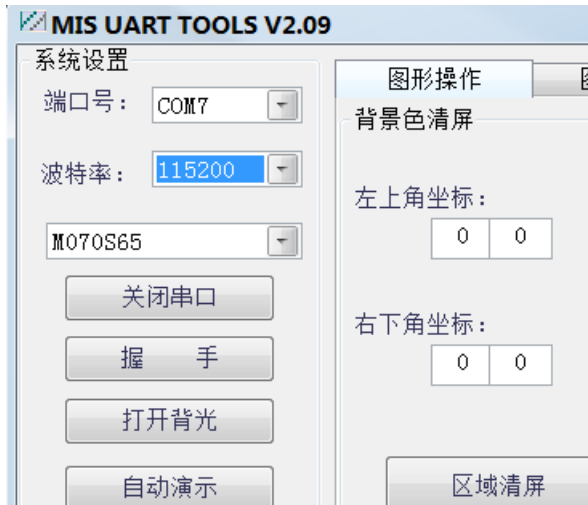 MIS UART TOOLS V2.09
系统设置
端口号： COM7
波特率： 115200
M070S65
关闭串口
握 手
打开背光
自动演示
图形操作
背景色清屏
左上角坐标：
0 0
右下角坐标：
0 0
区域清屏